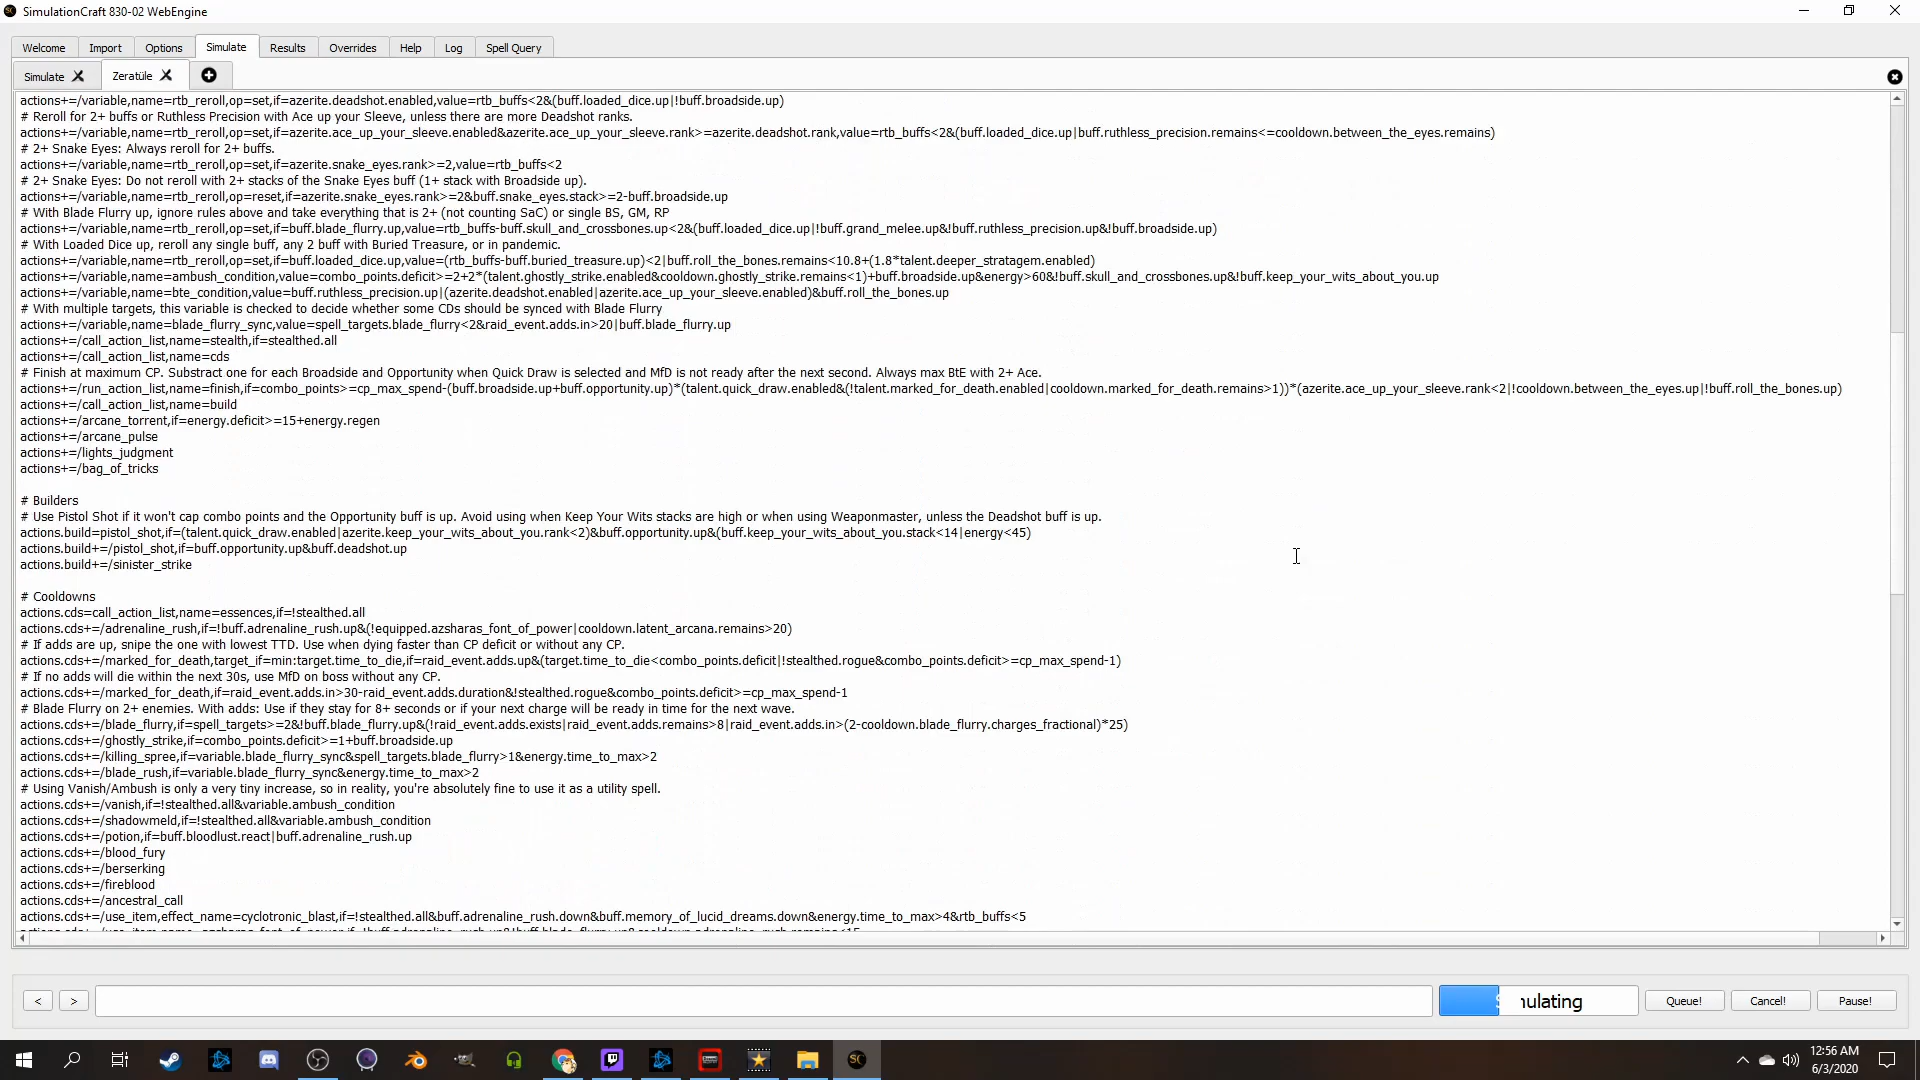 SimulationCraft 830-02 WebEngine
Welcome Import Options Simulate Results Overrides Help Log Spell Query
Simulate Zeratüle
actions+=/variable,name=rtb_reroll,op=set,if=azerite.deadshot.enabled,value=rtb_buffs<2&(buff.loaded_dice.up|!buff.broadside.up)
# Reroll for 2+ buffs or Ruthless Precision with Ace up your Sleeve, unless there are more Deadshot ranks.
actions+=/variable,name=rtb_reroll,op=set,if=azerite.ace_up_your_sleeve.enabled&azerite.ace_up_your_sleeve.rank>=azerite.deadshot.rank,value=rtb_buffs<2&(buff.loaded_dice.up|buff.ruthless_precision.remains<=cooldown.between_the_eyes.remains)
# 2+ Snake Eyes: Always reroll for 2+ buffs.
actions+=/variable,name=rtb_reroll,op=set,if=azerite.snake_eyes.rank>=2,value=rtb_buffs<2
# 2+ Snake Eyes: Do not reroll with 2+ stacks of the Snake Eyes buff (1+ stack with Broadside up).
actions+=/variable,name=rtb_reroll,op=reset,if=azerite.snake_eyes.rank>=2&buff.snake_eyes.stack>=2-buff.broadside.up
# With Blade Flurry up, ignore rules above and take everything that is 2+ (not counting SaC) or single BS, GM, RP
actions+=/variable,name=rtb_reroll,op=set,if=buff.blade_flurry.up,value=rtb_buffs-buff.skull_and_crossbones.up<2&(buff.loaded_dice.up|!buff.grand_melee.up&!buff.ruthless_precision.up&!buff.broadside.up)
# With Loaded Dice up, reroll any single buff, any 2 buff with Buried Treasure, or in pandemic.
actions+=/variable,name=rtb_reroll,op=set,if=buff.loaded_dice.up,value=(rtb_buffs-buff.buried_treasure.up)<2|buff.roll_the_bones.remains<10.8+(1.8*talent.deeper_stratagem.enabled)
actions+=/variable,name=ambush_condition,value=combo_points.deficit>=2+2*(talent.ghostly_strike.enabled&cooldown.ghostly_strike.remains<1)+buff.broadside.up&energy>60&!buff.skull_and_crossbones.up&!buff.keep_your_wits_about_you.up
actions+=/variable,name=bte_condition,value=buff.ruthless_precision.up|(azerite.deadshot.enabled|azerite.ace_up_your_sleeve.enabled)&buff.roll_the_bones.up
# With multiple targets, this variable is checked to decide whether some CDs should be synced with Blade Flurry
actions+=/variable,name=blade_flurry_sync,value=spell_targets.blade_flurry<2&raid_event.adds.in>20|buff.blade_flurry.up
actions+=/call_action_list,name=stealth,if=stealthed.all
actions+=/call_action_list,name=cds
# Finish at maximum CP. Substract one for each Broadside and Opportunity when Quick Draw is selected and MfD is not ready after the next second. Always max BtE with 2+ Ace.
actions+=/run_action_list,name=finish,if=combo_points>=cp_max_spend-(buff.broadside.up+buff.opportunity.up)*(talent.quick_draw.enabled&(!talent.marked_for_death.enabled|cooldown.marked_for_death.remains>1))*(azerite.ace_up_your_sleeve.rank<2|!cooldown.between_the_eyes.up|!buff.roll_the_bones.up)
actions+=/call_action_list,name=build
actions+=/arcane_torrent,if=energy.deficit>=15+energy.regen
actions+=/arcane_pulse
actions+=/lights_judgment
actions+=/bag_of_tricks
# Builders
# Use Pistol Shot if it won't cap combo points and the Opportunity buff is up. Avoid using when Keep Your Wits stacks are high or when using Weaponmaster, unless the Deadshot buff is up.
actions.build=pistol_shot,if=(talent.quick_draw.enabled|azerite.keep_your_wits_about_you.rank<2)&buff.opportunity.up&(buff.keep_your_wits_about_you.stack<14|energy<45)
actions.build+=/pistol_shot,if=buff.opportunity.up&buff.deadshot.up
actions.build+=/sinister_strike
# Cooldowns
actions.cds=call_action_list,name=essences,if=!stealthed.all
actions.cds+=/adrenaline_rush,if=!buff.adrenaline_rush.up&(!equipped.azsharas_font_of_power|cooldown.latent_arcana.remains>20)
# If adds are up, snipe the one with lowest TTD. Use when dying faster than CP deficit or without any CP.
actions.cds+=/marked_for_death,target_if=min:target.time_to_die,if=raid_event.adds.up&(target.time_to_die<combo_points.deficit|!stealthed.rogue&combo_points.deficit>=cp_max_spend-1)
# If no adds will die within the next 30s, use MfD on boss without any CP.
actions.cds+=/marked_for_death,if=raid_event.adds.in>30-raid_event.adds.duration&!stealthed.rogue&combo_points.deficit>=cp_max_spend-1
# Blade Flurry on 2+ enemies. With adds: Use if they stay for 8+ seconds or if your next charge will be ready in time for the next wave.
actions.cds+=/blade_flurry,if=spell_targets>=2&!buff.blade_flurry.up&(!raid_event.adds.exists|raid_event.adds.remains>8|raid_event.adds.in>(2-cooldown.blade_flurry.charges_fractional)*25)
actions.cds+=/ghostly_strike,if=combo_points.deficit>=1+buff.broadside.up
actions.cds+=/killing_spree,if=variable.blade_flurry_sync&spell_targets.blade_flurry>1&energy.time_to_max>2
actions.cds+=/blade_rush,if=variable.blade_flurry_sync&energy.time_to_max>2
# Using Vanish/Ambush is only a very tiny increase, so in reality, you're absolutely fine to use it as a utility spell.
actions.cds+=/vanish,if=!stealthed.all&variable.ambush_condition
actions.cds+=/shadowmeld,if=!stealthed.all&variable.ambush_condition
actions.cds+=/potion,if=buff.bloodlust.react|buff.adrenaline_rush.up
actions.cds+=/blood_fury
actions.cds+=/berserking
actions.cds+=/fireblood
actions.cds+=/ancestral_call
actions.cds+=/use_item,effect_name=cyclotronic_blast,if=!stealthed.all&buff.adrenaline_rush.down&buff.memory_of_lucid_dreams.down&energy.time_to_max>4&rtb_buffs<5
< > Queue! Cancel! Pause!
12:56 AM
6/3/2020